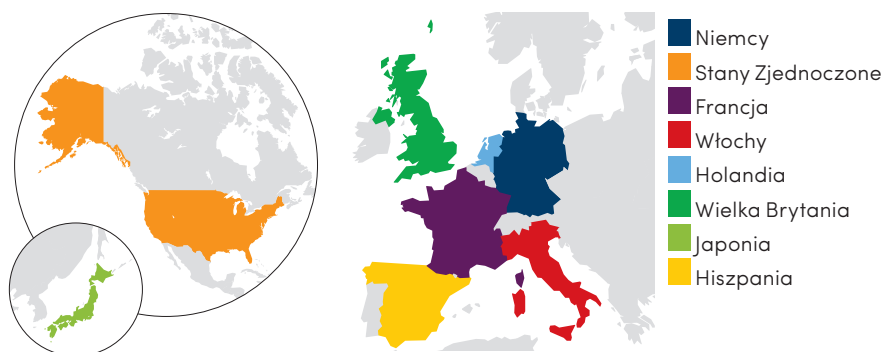 Niemcy
Stany Zjednoczone
Francja
Włochy
Holandia
Wielka Brytania
Japonia
Hiszpania